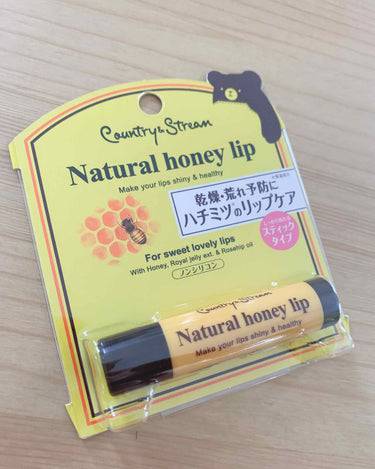 Country & Stream
Natural honey lip
Make your lips shiny & healthy
乾燥・荒れ予防に
ハチミツのリップケア
スティック
タイプ
For sweet lovely lips
With Honey, Royal Jelly ext. & Rosehip oil
ノンシリコン
Country & Stream
Natural honey lip
Make your lips shiny & healthy